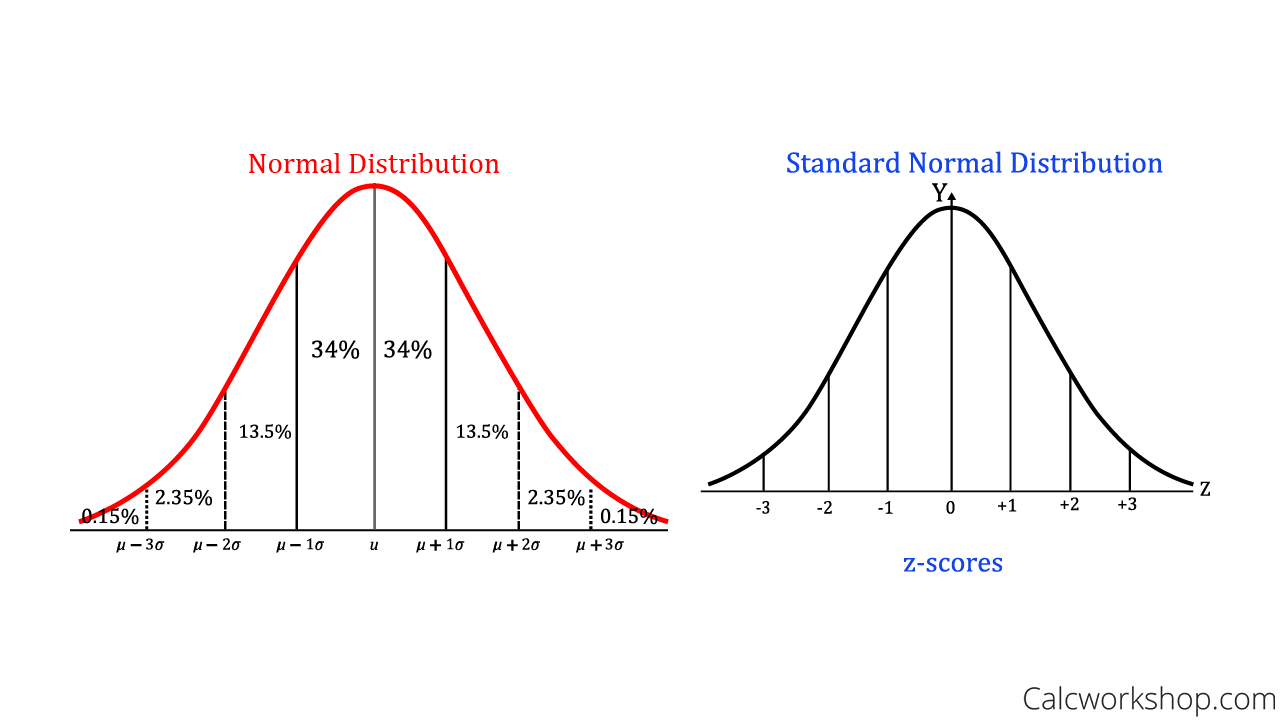 Normal Distribution
34% 34%
13.5% 13.5%
2.35% 2.35%
0.15% 0.15%
μ − 3σ μ − 2σ μ − 1σ u μ + 1σ μ + 2σ μ + 3σ
Standard Normal Distribution
Y
z
-3 -2 -1 0 +1 +2 +3
z-scores
Calcworkshop.com